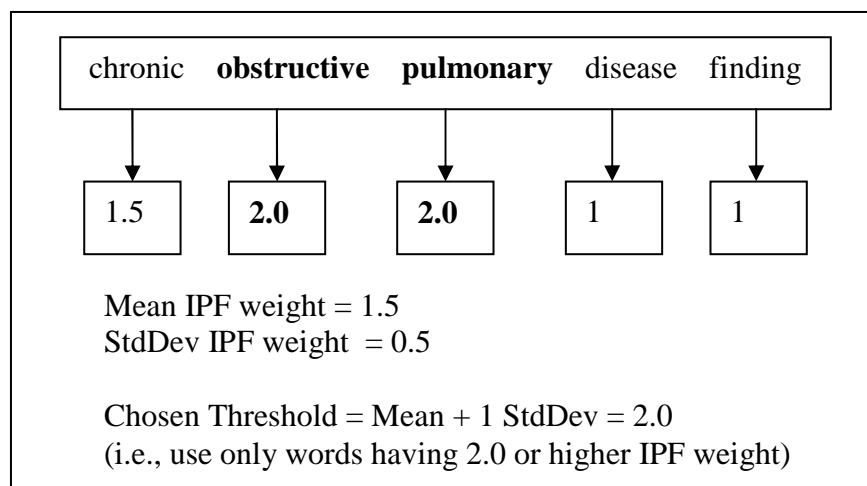 chronic obstructive pulmonary disease finding
1.5 2.0 2.0 1 1
Mean IPF weight = 1.5
StdDev IPF weight = 0.5
Chosen Threshold = Mean + 1 StdDev = 2.0
(i.e., use only words having 2.0 or higher IPF weight)